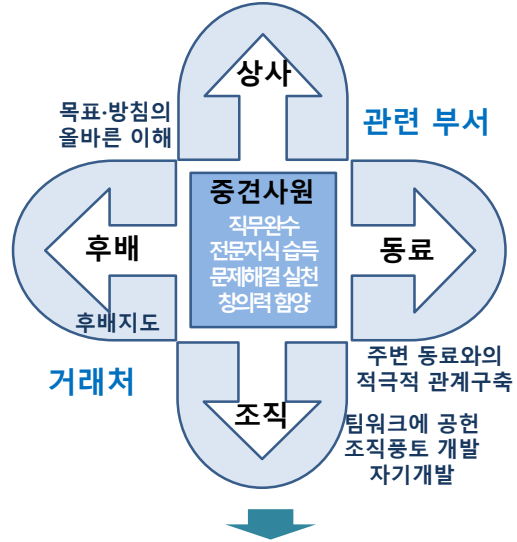 상사
목표·방침의
올바른 이해
관련 부서
중견사원
직무완수
전문지식 습득
문제해결 실천
창의력 함양
후배
동료
후배지도
거래처
주변 동료와의
적극적 관계구축
조직
팀워크에 공헌
조직풍토 개발
자기개발